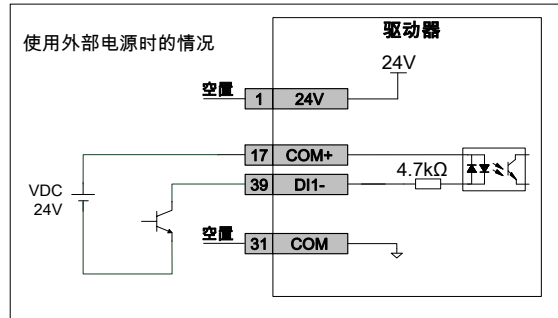 使用外部电源时的情况
驱动器
24V
空置 1 24V
17 COM+
4.7kΩ
39 DI1-
VDC
24V
空置 31 COM